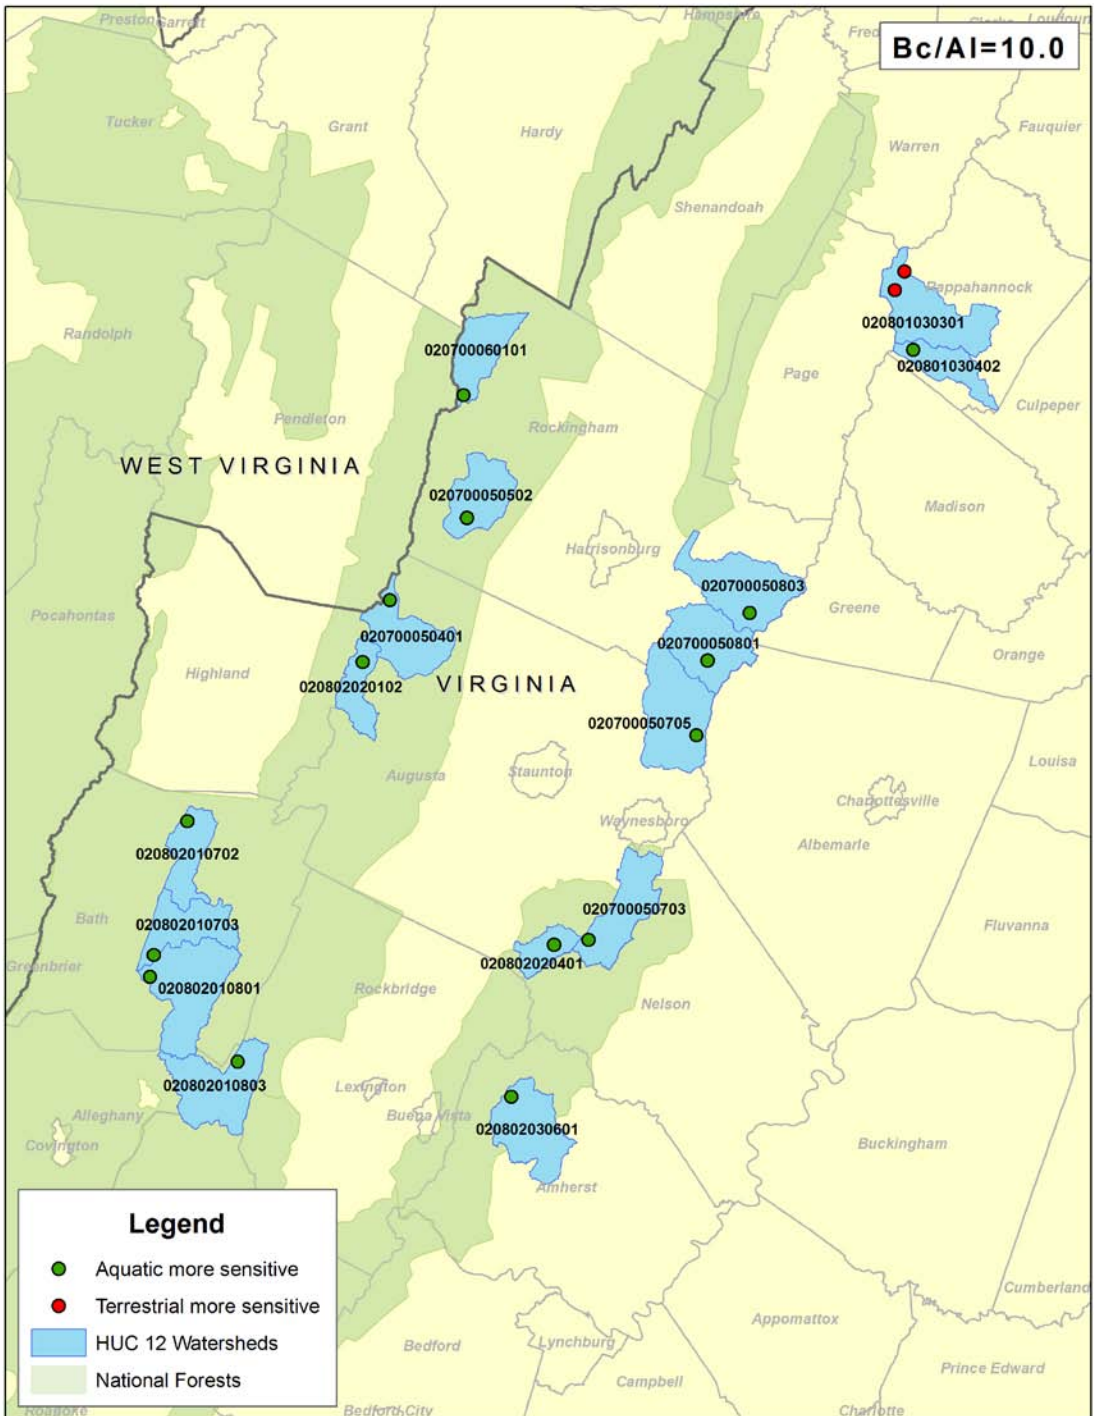 Preston
Garrett
Hampshire
Bc/Al=10.0
Tucker
Grant
Hardy
Fauquier
Warren
Shenandoah
Rappahannock
020801030301
Randolph
020700060101
020801030402
Page
Culpeper
Pendleton
Rockingham
WEST VIRGINIA
020700050502
Madison
Harrisonburg
020700050803
Pocahontas
Greene
020700050401
020700050801
Orange
Highland
020802020102
VIRGINIA
020700050705
Louisa
Augusta
Staunton
Charlottesville
Waynesboro
Albemarle
020802010702
Bath
020700050703
020802010703
Fluvanna
020802020401
Greenbrier
020802010801
Rockbridge
Nelson
020802010803
Lexington
Alleghany
Buena Vista
020802030601
Covington
Buckingham
Amherst
Legend
Aquatic more sensitive
Terrestrial more sensitive
HUC 12 Watersheds
National Forests
Cumberland
Appomattox
Bedford
Lynchburg
Prince Edward
Campbell
Roanoke
Bedford City
Charlotte